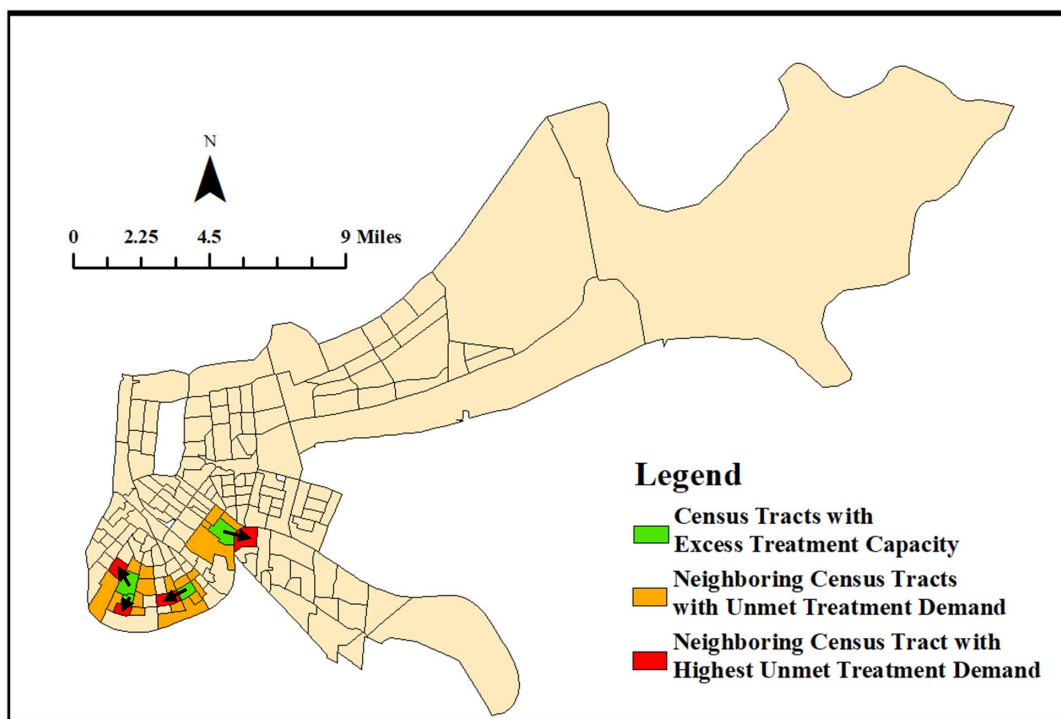 N
0 2.25 4.5 9 Miles
Legend
Census Tracts with
Excess Treatment Capacity
Neighboring Census Tracts
with Unmet Treatment Demand
Neighboring Census Tract with
Highest Unmet Treatment Demand